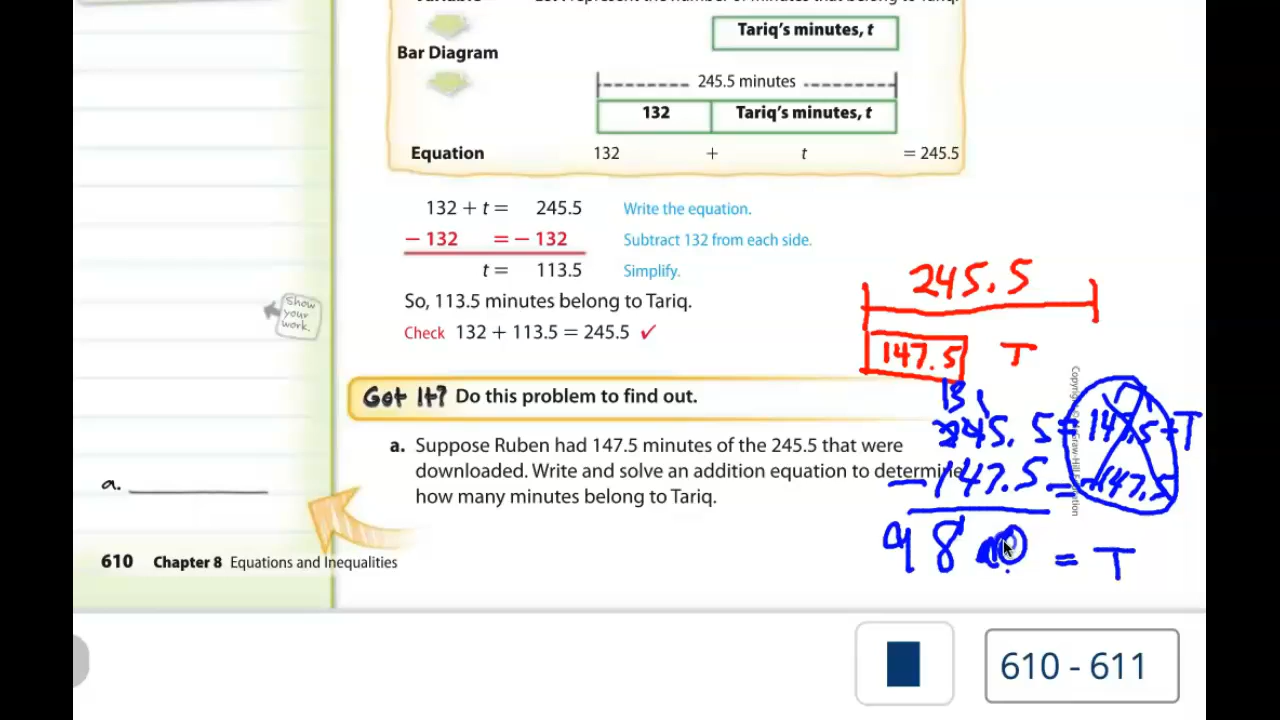 Tariq's minutes, t
Bar Diagram
245.5 minutes
132 Tariq's minutes, t
Equation 132 + t = 245.5
132 + t = 245.5 Write the equation.
− 132 = − 132 Subtract 132 from each side.
t = 113.5 Simplify.
So, 113.5 minutes belong to Tariq.
Show your work.
Check 132 + 113.5 = 245.5 ✓
245.5
147.5 T
Got It? Do this problem to find out.
a. Suppose Ruben had 147.5 minutes of the 245.5 that were
downloaded. Write and solve an addition equation to determine
how many minutes belong to Tariq.
245.5 = 147.5 + T
− 147.5 = − 147.5
98 = T
a.
610 Chapter 8 Equations and Inequalities
610 - 611